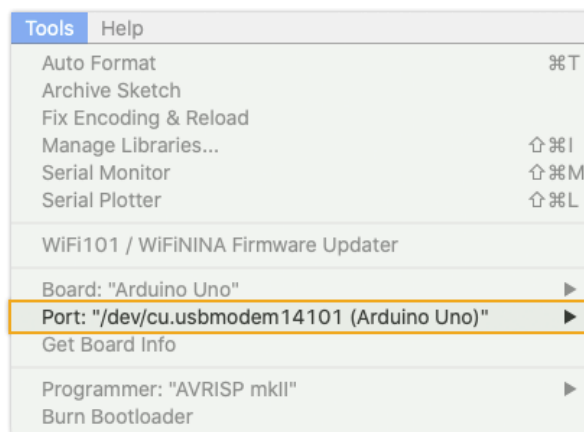 Tools Help
Auto Format ⌘T
Archive Sketch
Fix Encoding & Reload
Manage Libraries... ⇧⌘I
Serial Monitor ⇧⌘M
Serial Plotter ⇧⌘L
WiFi101 / WiFiNINA Firmware Updater
Board: "Arduino Uno" ▶
Port: "/dev/cu.usbmodem14101 (Arduino Uno)" ▶
Get Board Info
Programmer: "AVRISP mkII" ▶
Burn Bootloader